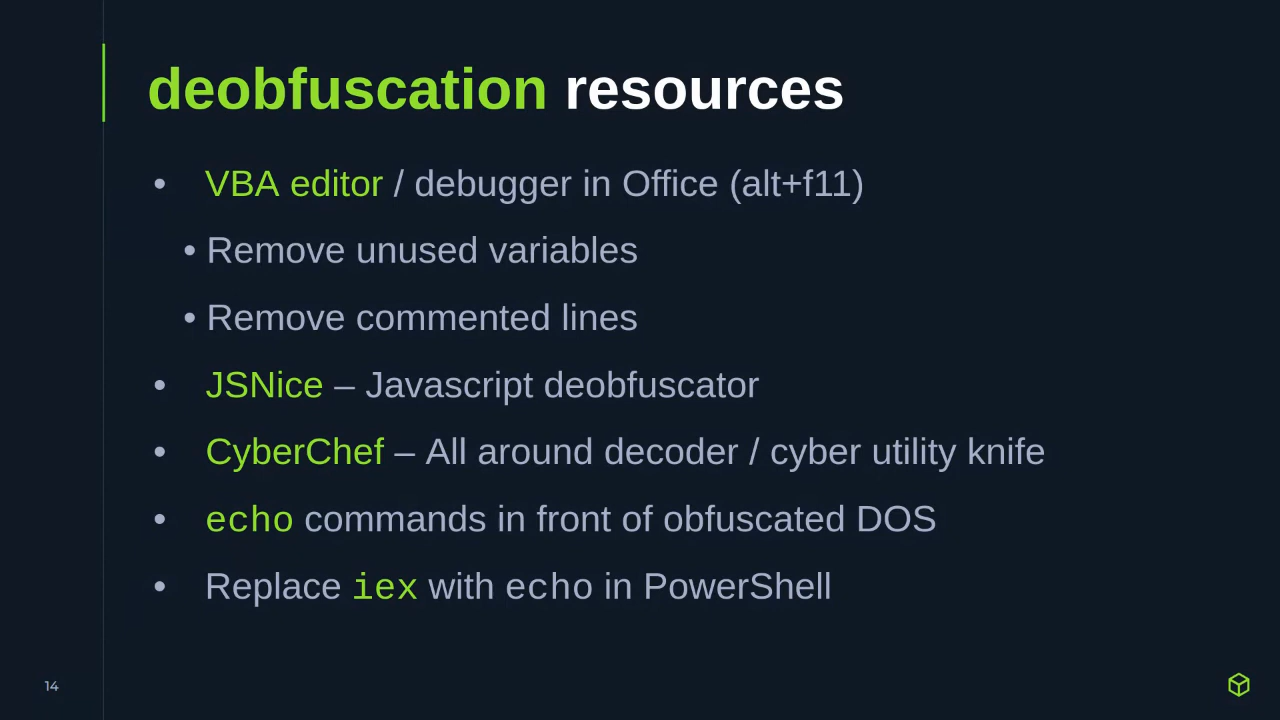 deobfuscation resources
• VBA editor / debugger in Office (alt+f11)
• Remove unused variables
• Remove commented lines
• JSNice – Javascript deobfuscator
• CyberChef – All around decoder / cyber utility knife
• echo commands in front of obfuscated DOS
• Replace iex with echo in PowerShell
14